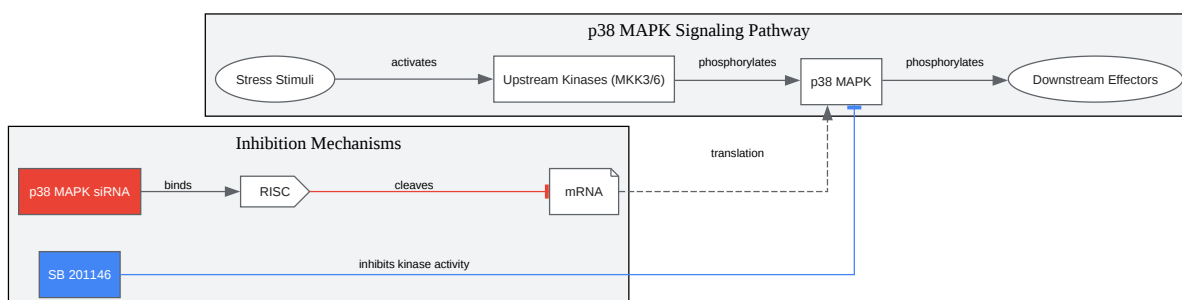 p38 MAPK Signaling Pathway
Stress Stimuli
activates
Upstream Kinases (MKK3/6)
phosphorylates
p38 MAPK
phosphorylates
Downstream Effectors
Inhibition Mechanisms
p38 MAPK siRNA
binds
RISC
cleaves
mRNA
translation
SB 201146
inhibits kinase activity